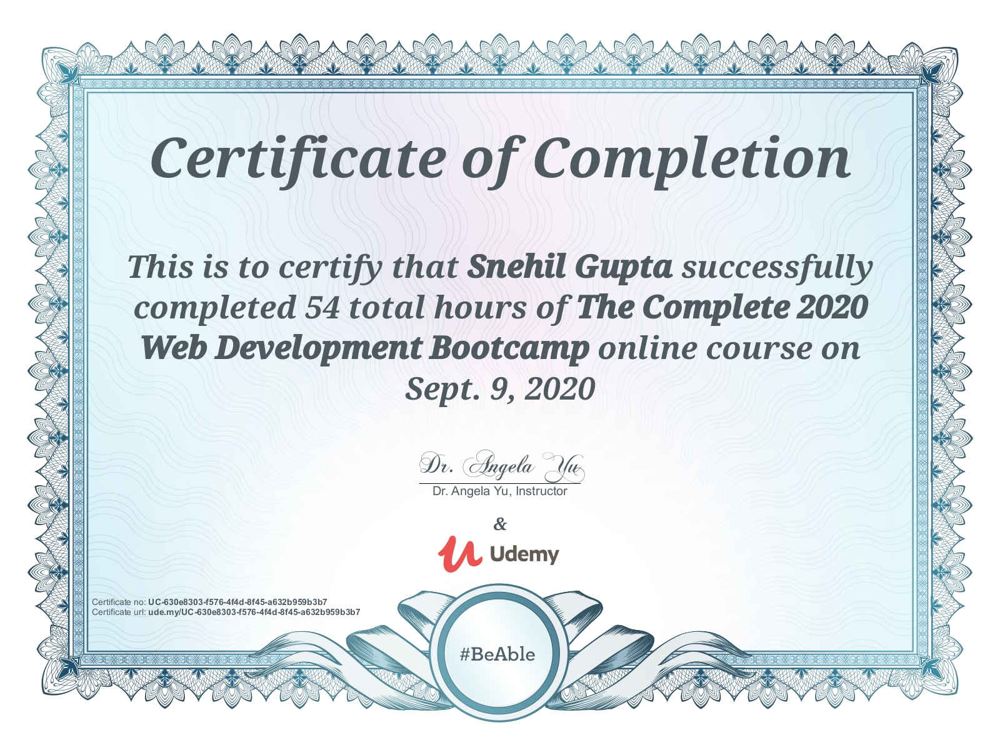 Certificate of Completion
This is to certify that Snehil Gupta successfully
completed 54 total hours of The Complete 2020
Web Development Bootcamp online course on
Sept. 9, 2020
Dr. Angela Yu
Dr. Angela Yu, Instructor
&
Udemy
Certificate no: UC-630e8303-f576-4f4d-8f45-a632b959b3b7
Certificate url: ude.my/UC-630e8303-f576-4f4d-8f45-a632b959b3b7
#BeAble